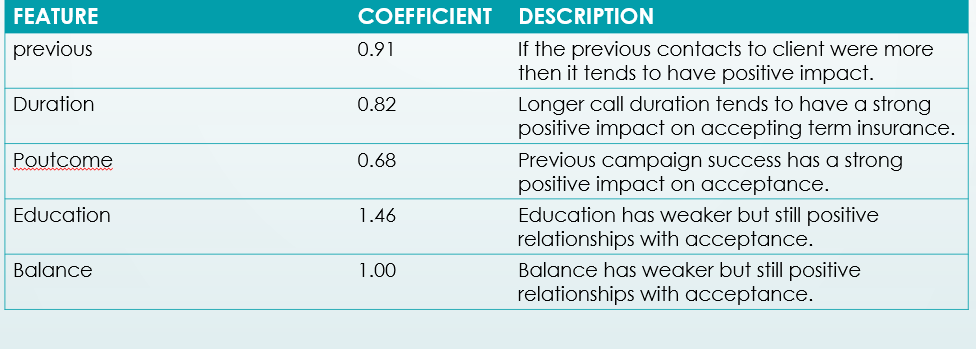 FEATURE COEFFICIENT DESCRIPTION
previous 0.91 If the previous contacts to client were more
then it tends to have positive impact.
Duration 0.82 Longer call duration tends to have a strong
positive impact on accepting term insurance.
Poutcome 0.68 Previous campaign success has a strong
positive impact on acceptance.
Education 1.46 Education has weaker but still positive
relationships with acceptance.
Balance 1.00 Balance has weaker but still positive
relationships with acceptance.